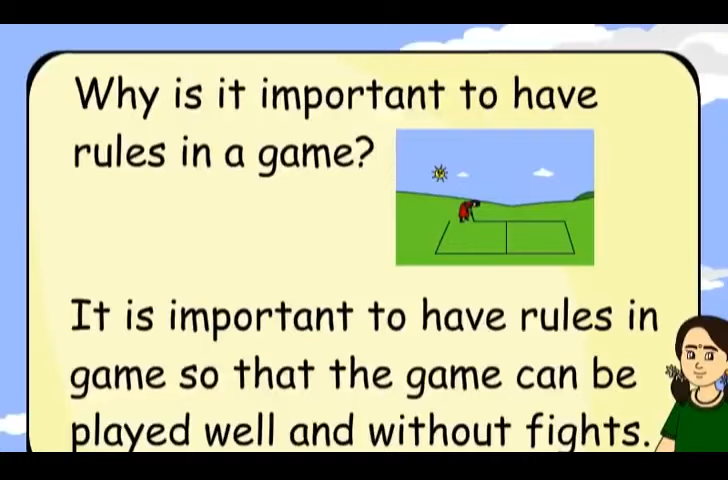 Why is it important to have
rules in a game?
It is important to have rules in
game so that the game can be
played well and without fights.